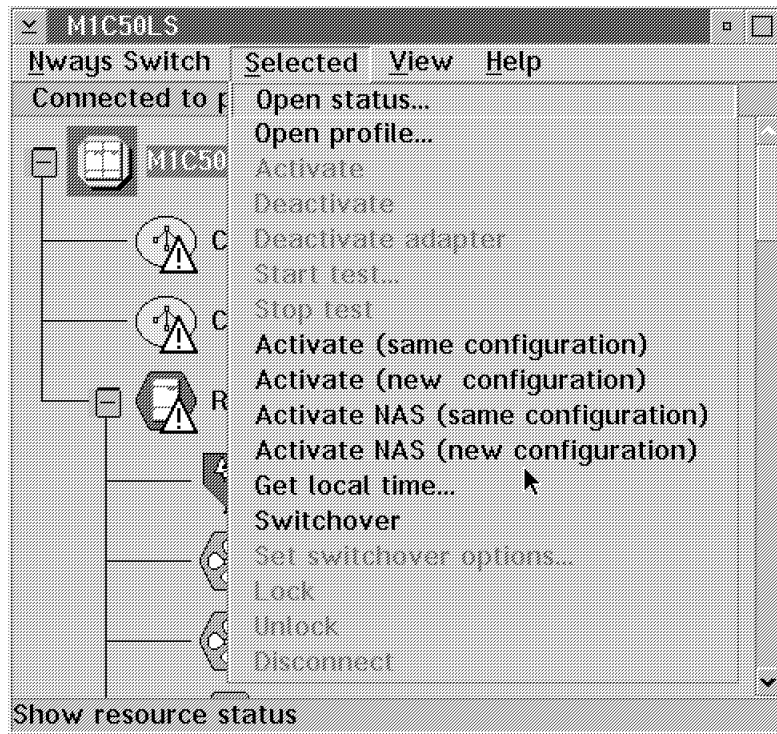 M1C50LS
Nways Switch Selected View Help
Connected to p
Open status...
Open profile...
M1C50
Activate
Deactivate
C
Deactivate adapter
Start test...
Stop test
C
Activate (same configuration)
Activate (new configuration)
R
Activate NAS (same configuration)
Activate NAS (new configuration)
Get local time...
Switchover
Set switchover options...
Lock
Unlock
Disconnect
Show resource status